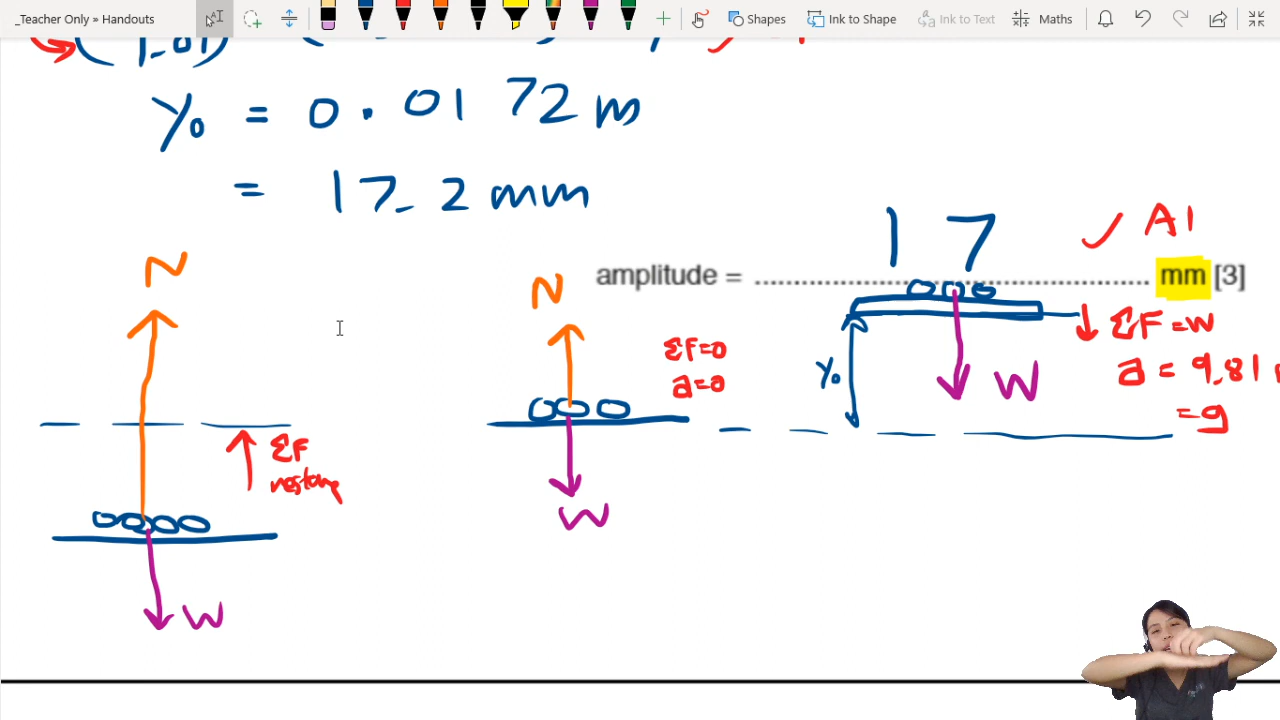 _Teacher Only » Handouts
Shapes
Ink to Shape
Ink to Text
Maths
y₀ = 0.0172 m
= 17.2 mm
17
A1
amplitude = ........................................ mm [3]
N
ΣF
W
N
ΣF=0
a=0
W
y₀
W
ΣF=W
a = 9.81
=g